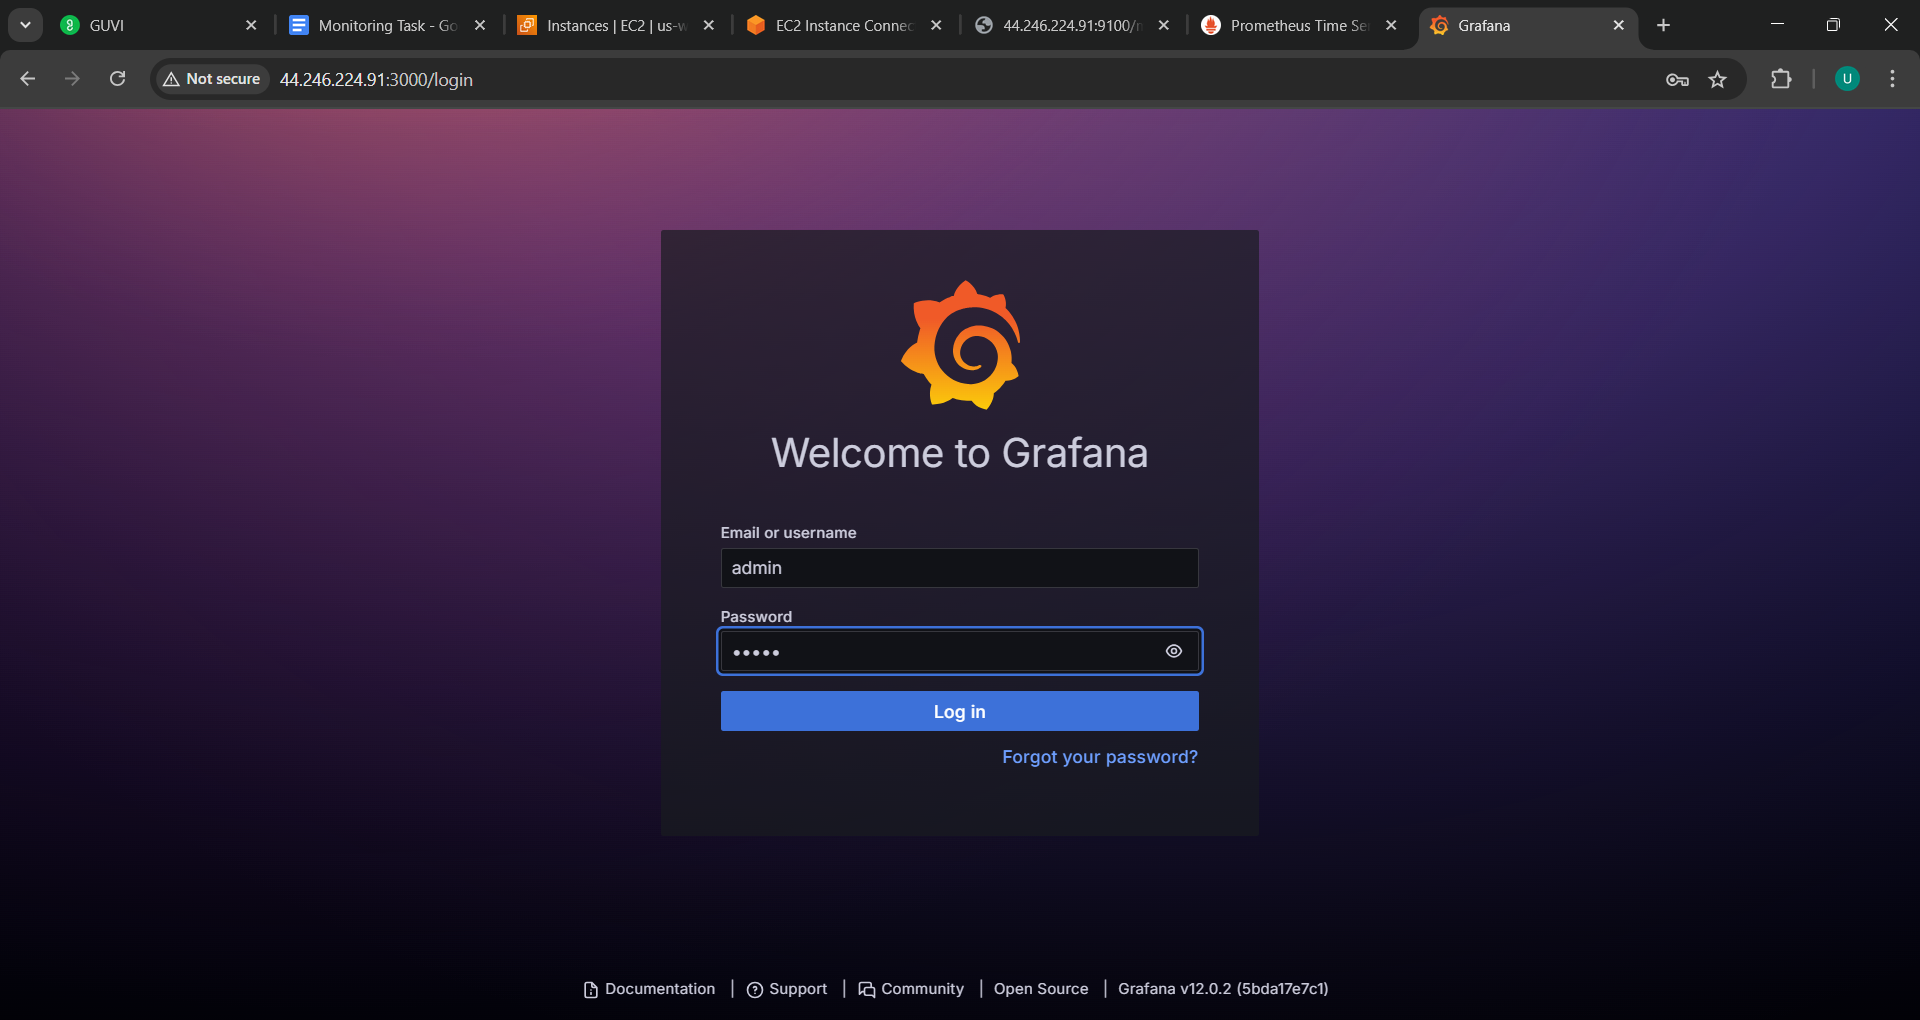 GUVI
Monitoring Task - Go
Instances | EC2 | us-w
EC2 Instance Connec
44.246.224.91:9100/m
Prometheus Time Se
Grafana
Not secure
44.246.224.91:3000/login
U
Welcome to Grafana
Email or username
admin
Password
•••••
Log in
Forgot your password?
Documentation | Support | Community | Open Source | Grafana v12.0.2 (5bda17e7c1)